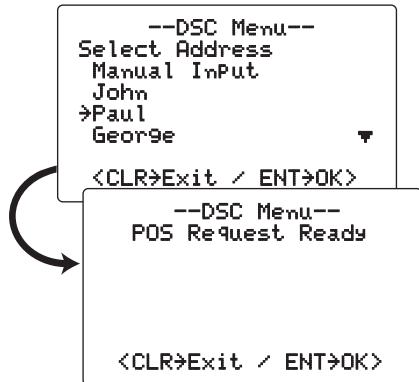 --DSC Menu--
Select Address
Manual InPut
John
→Paul
George
<CLR→Exit / ENT→OK>
--DSC Menu--
POS Request Ready
<CLR→Exit / ENT→OK>